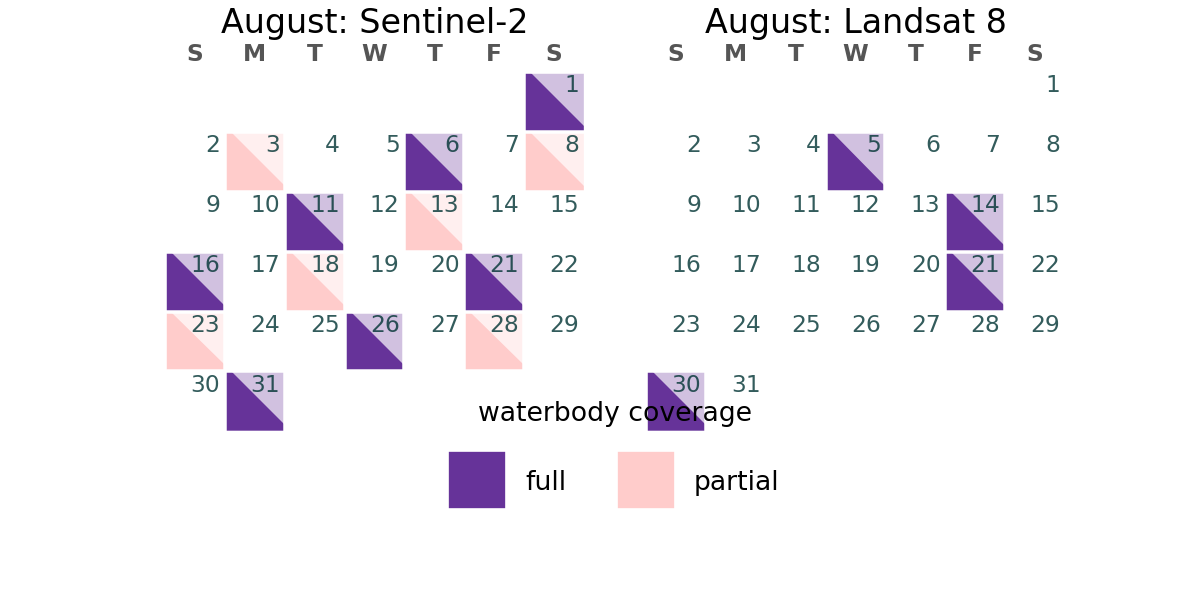 August: Sentinel-2
S M T W T F S
1
2 3 4 5 6 7 8
9 10 11 12 13 14 15
16 17 18 19 20 21 22
23 24 25 26 27 28 29
30 31
August: Landsat 8
S M T W T F S
1
2 3 4 5 6 7 8
9 10 11 12 13 14 15
16 17 18 19 20 21 22
23 24 25 26 27 28 29
30 31
waterbody coverage
full partial